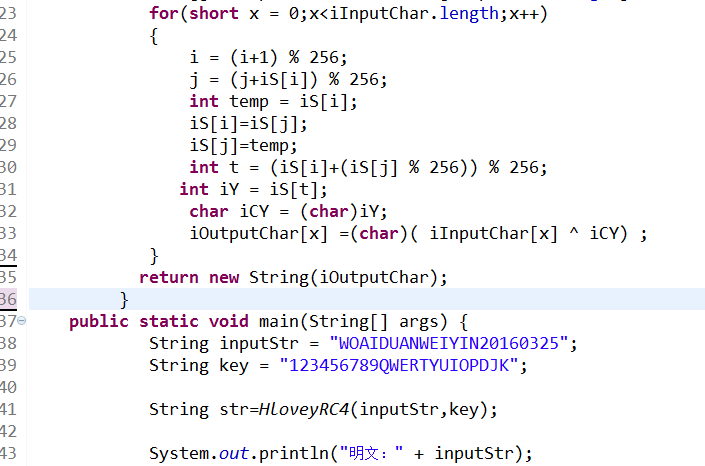 23 for(short x = 0;x<iInputChar.length;x++)
24 {
25 i = (i+1) % 256;
26 j = (j+iS[i]) % 256;
27 int temp = iS[i];
28 iS[i]=iS[j];
29 iS[j]=temp;
30 int t = (iS[i]+(iS[j] % 256)) % 256;
31 int iY = iS[t];
32 char iCY = (char)iY;
33 iOutputChar[x] =(char)( iInputChar[x] ^ iCY) ;
34 }
35 return new String(iOutputChar);
36 }
37 public static void main(String[] args) {
38 String inputStr = "WOAIDUANWEIYIN20160325";
39 String key = "123456789QWERTYUIOPDJK";
40
41 String str=HloveyRC4(inputStr,key);
42
43 System.out.println("明文：" + inputStr);